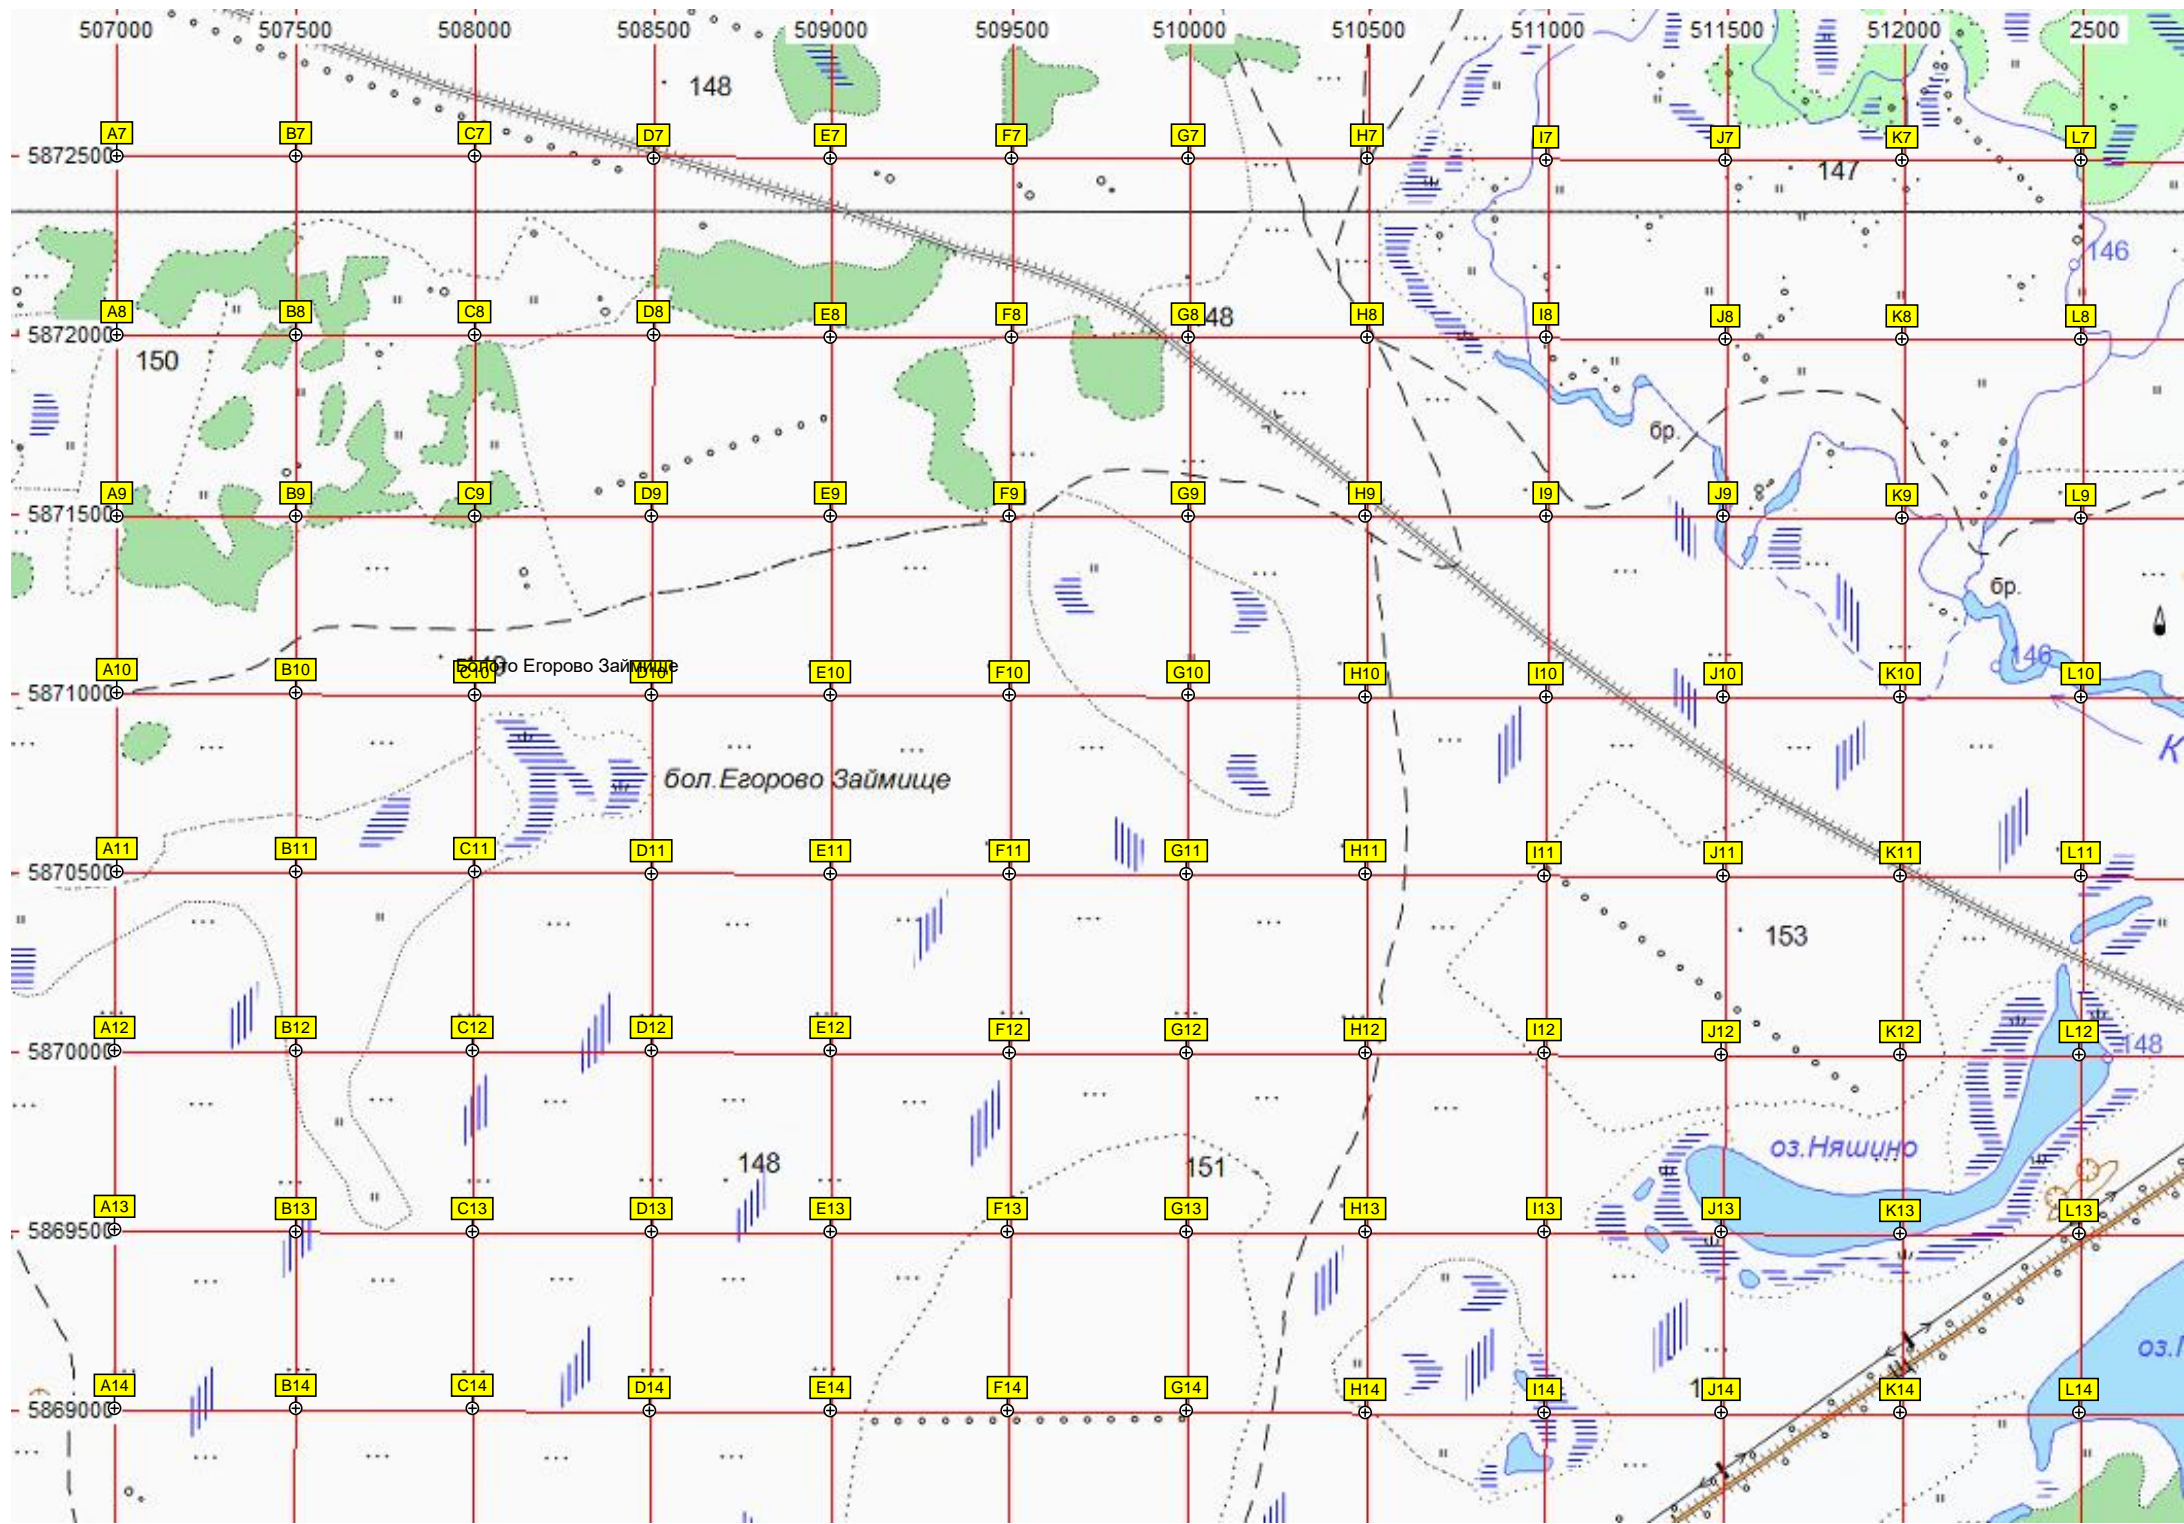 507000 507500 508000 508500 509000 509500 510000 510500 511000 511500 512000 2500
148
A7 B7 C7 D7 E7 F7 G7 H7 I7 J7 K7 L7
5872500
147
146
A8 B8 C8 D8 E8 F8 G8 48 H8 I8 J8 K8 L8
5872000
150
бр.
A9 B9 C9 D9 E9 F9 G9 H9 I9 J9 K9 L9
5871500
бр.
146
Болото Егорово Займище
A10 B10 C10 D10 E10 F10 G10 H10 I10 J10 K10 L10
5871000
К
бол.Егорово Займище
A11 B11 C11 D11 E11 F11 G11 H11 I11 J11 K11 L11
5870500
153
A12 B12 C12 D12 E12 F12 G12 H12 I12 J12 K12 L12
5870000
148
оз.Няшино
148 151
A13 B13 C13 D13 E13 F13 G13 H13 I13 J13 K13 L13
5869500
оз.
A14 B14 C14 D14 E14 F14 G14 H14 I14 J14 K14 L14
5869000